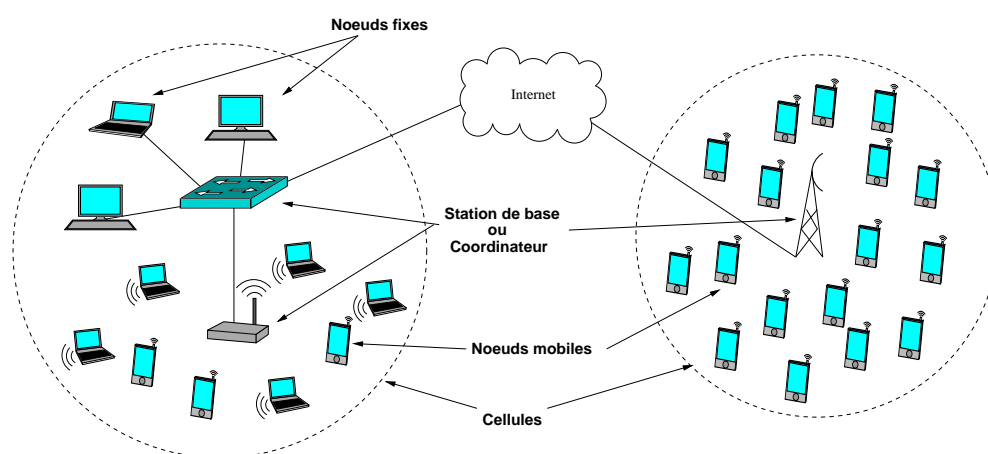 Noeuds fixes
Internet
Station de base
ou
Coordinateur
Noeuds mobiles
Cellules